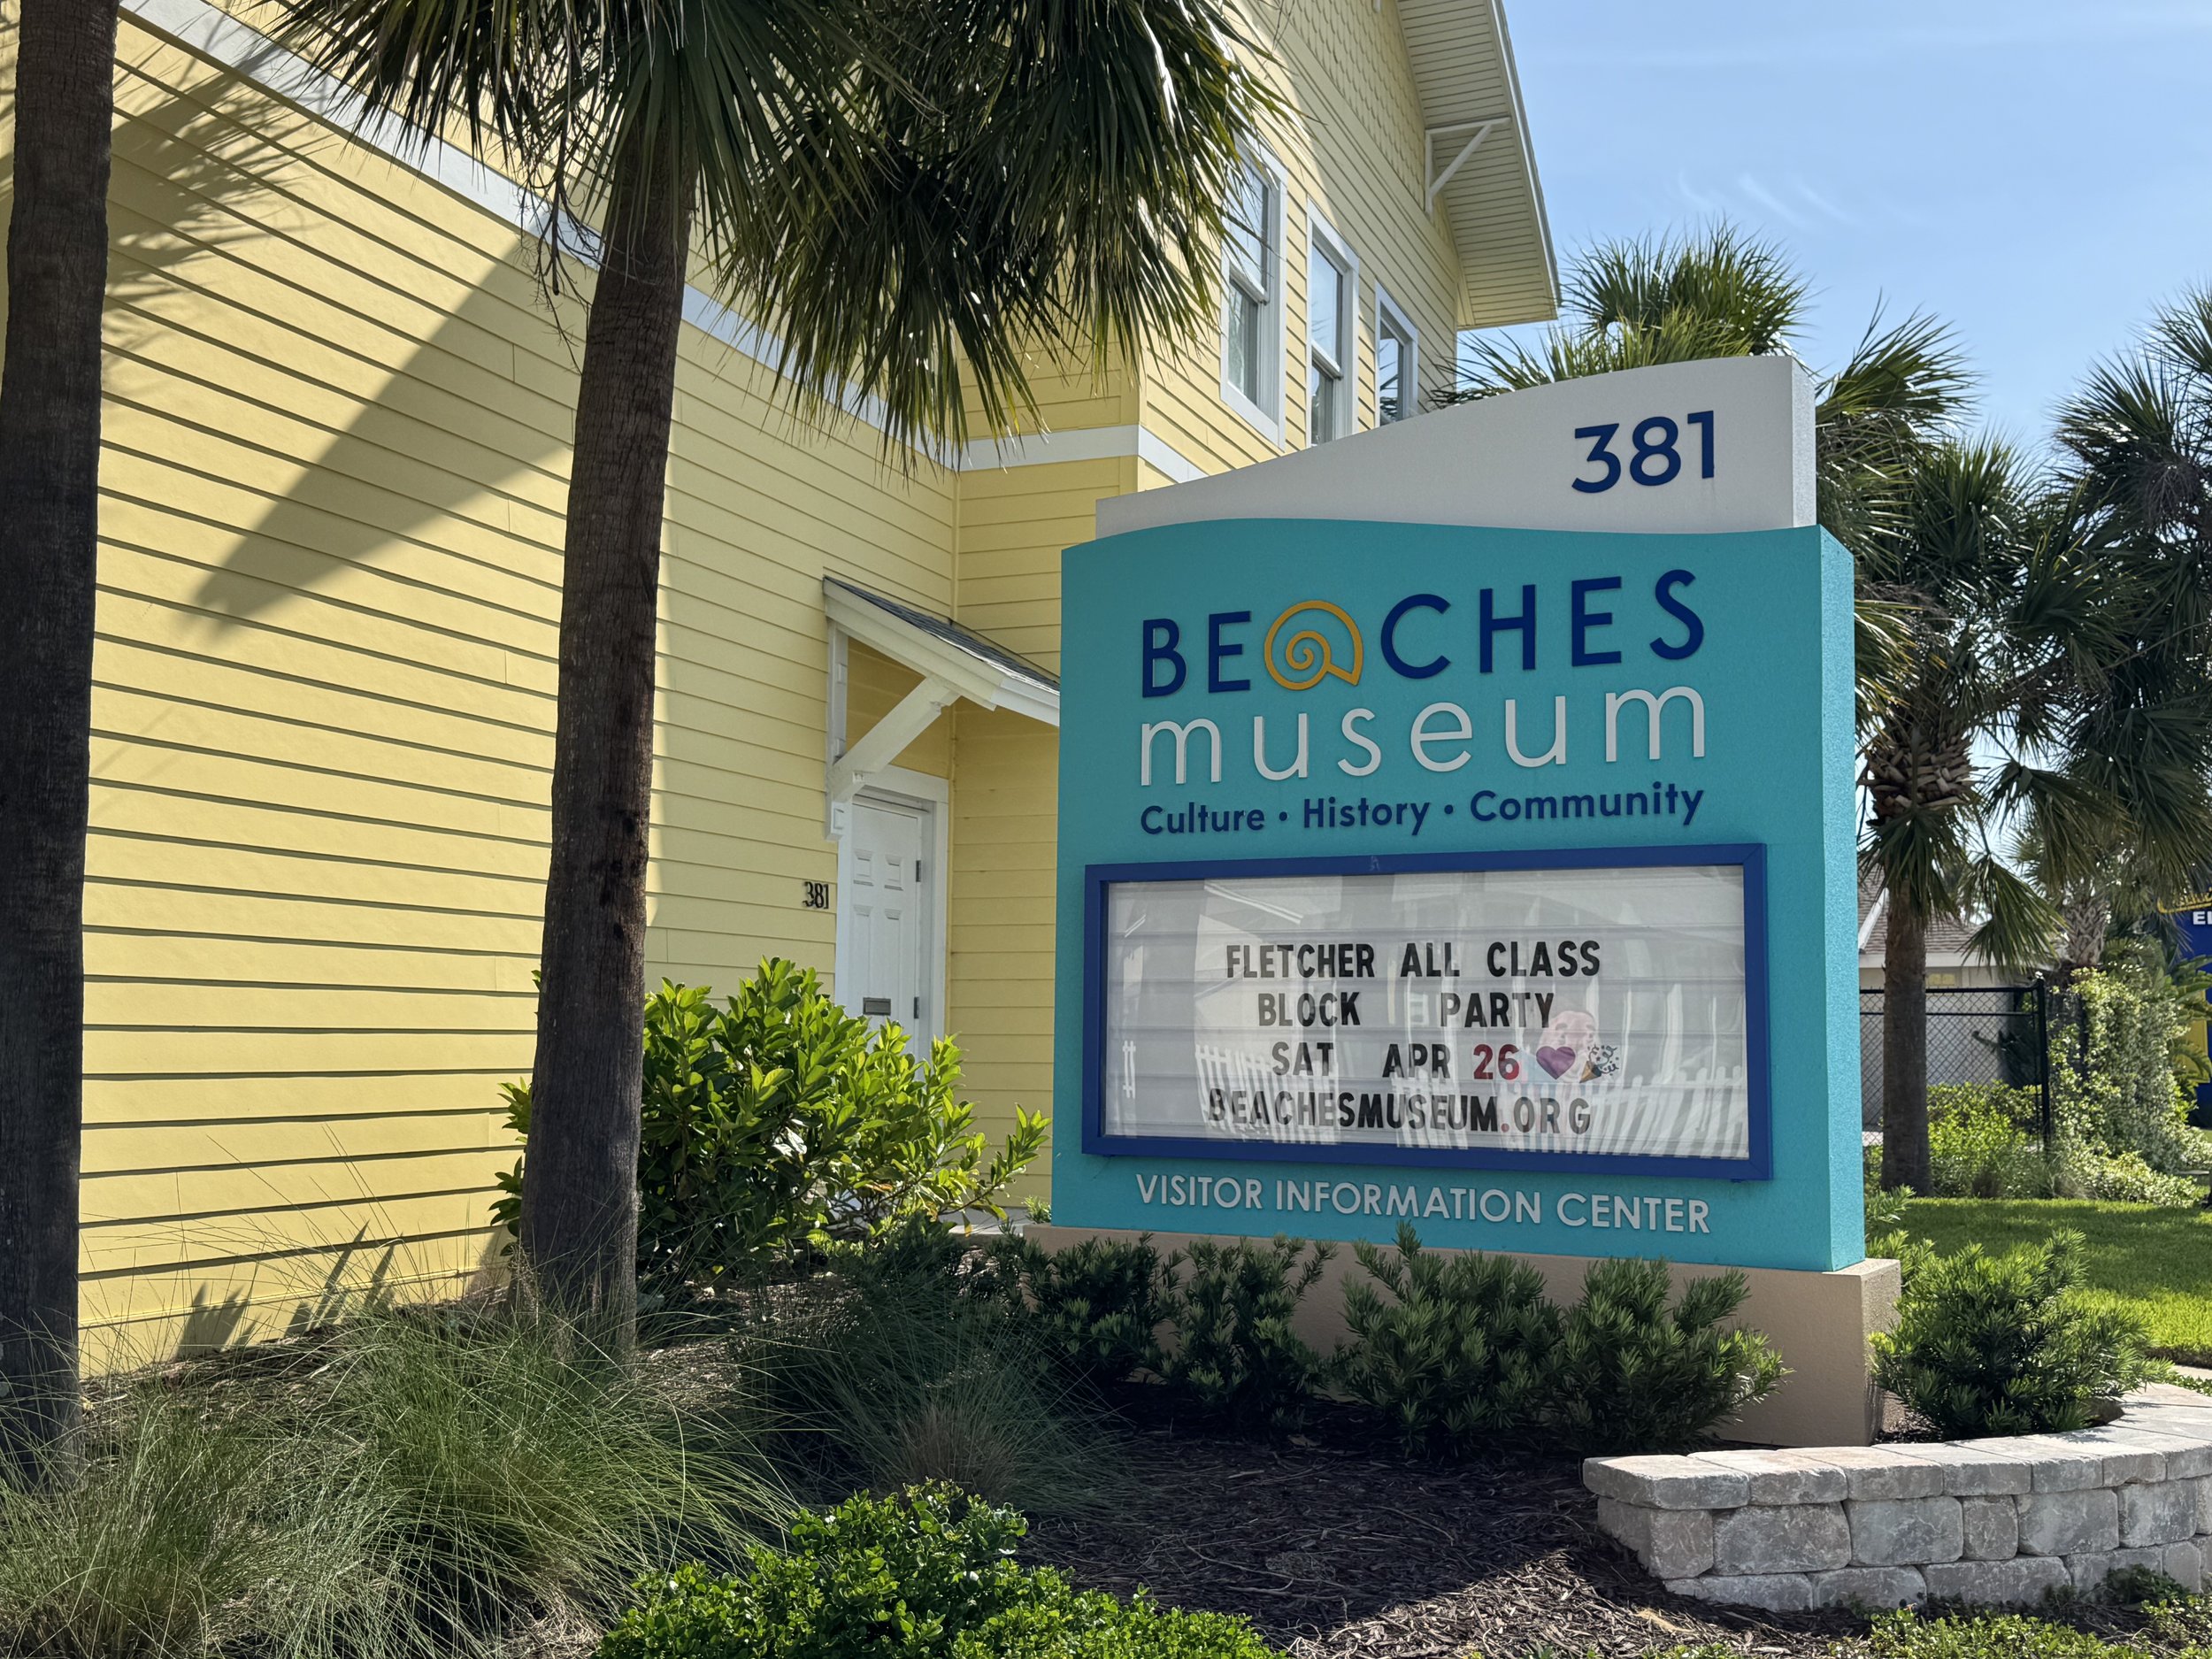 381
BEACHES
museum
Culture • History • Community
381
FLETCHER ALL CLASS
BLOCK PARTY
SAT APR 26
BEACHESMUSEUM.ORG
VISITOR INFORMATION CENTER